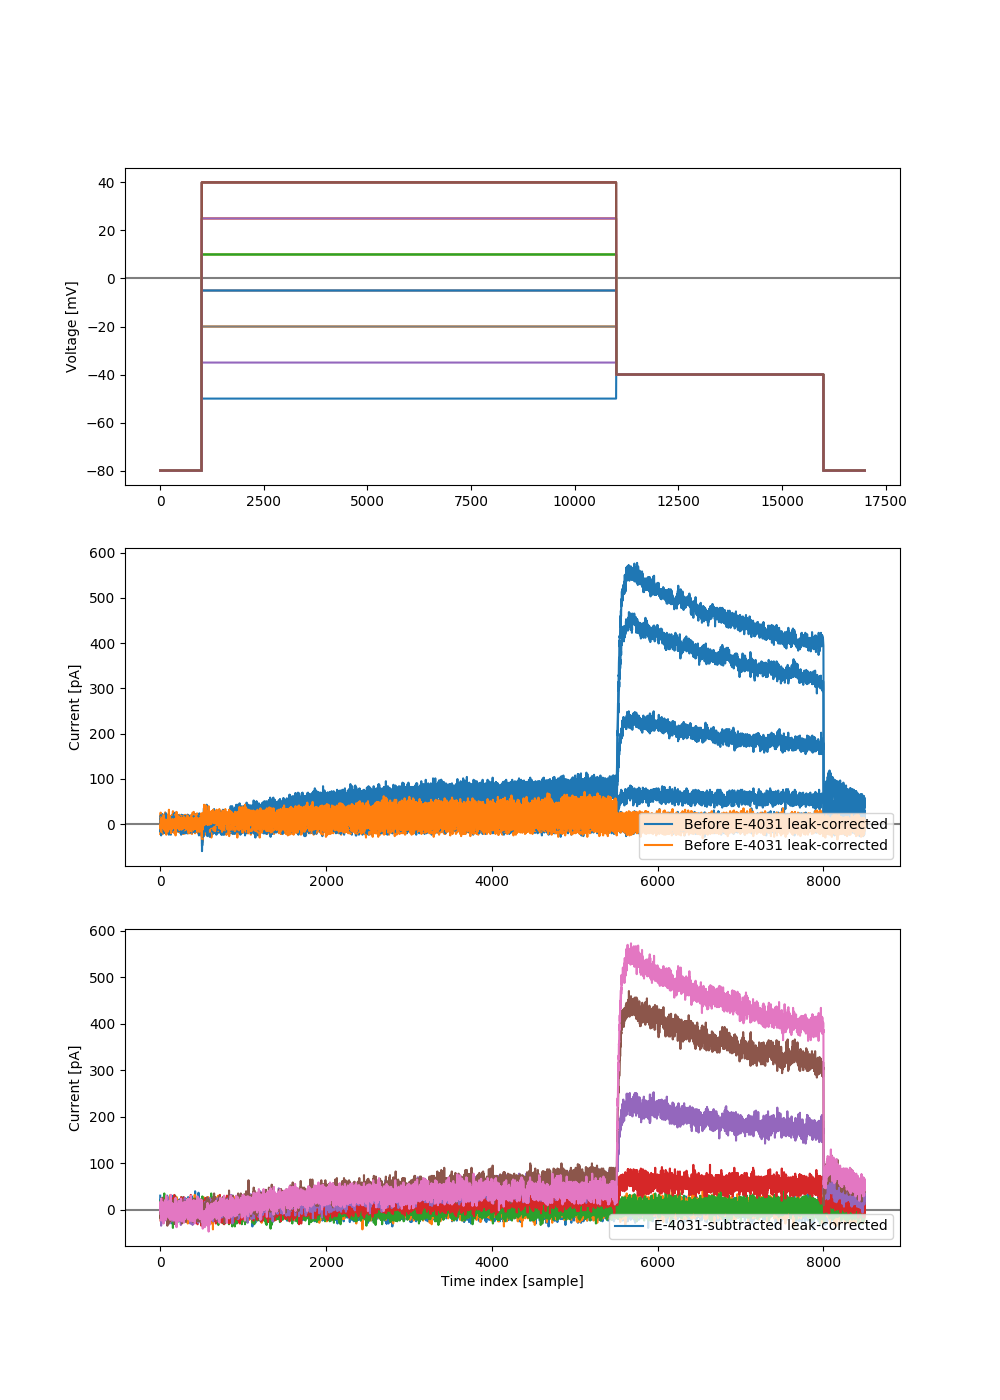 40
20
0
−20
−40
−60
−80
Voltage [mV]
0 2500 5000 7500 10000 12500 15000 17500
600
500
400
300
200
100
0
Current [pA]
Before E-4031 leak-corrected
Before E-4031 leak-corrected
0 2000 4000 6000 8000
600
500
400
300
200
100
0
Current [pA]
E-4031-subtracted leak-corrected
0 2000 4000 6000 8000
Time index [sample]